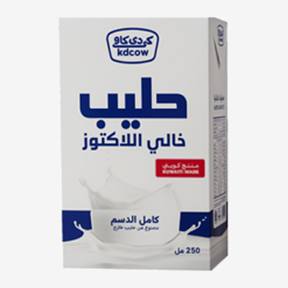 كي دي كاو
kdcow
حليب
خالي اللاكتوز
منتج كويتي
KUWAITI MADE
كامل الدسم
مصنوع من حليب طازج
250 مل